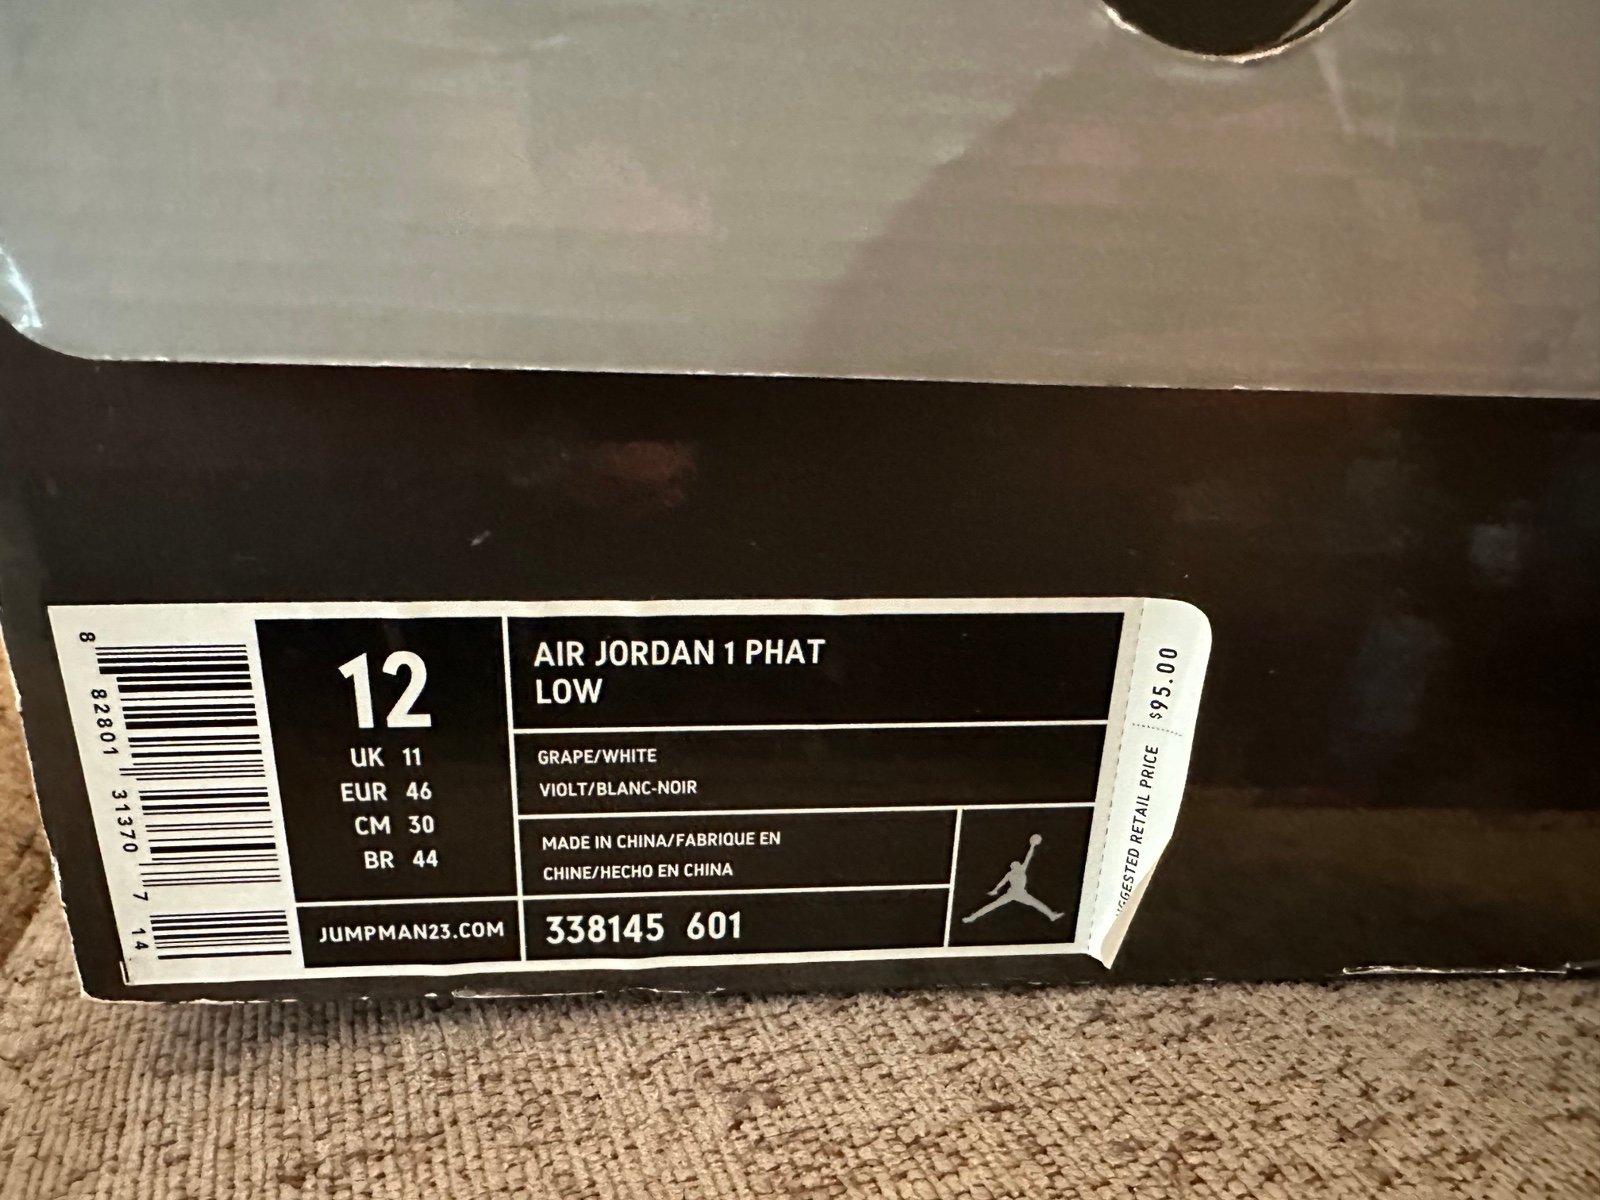 8 82801 31370 7 14
12
UK 11
EUR 46
CM 30
BR 44
JUMPMAN23.COM
AIR JORDAN 1 PHAT
LOW
GRAPE/WHITE
VIOLT/BLANC-NOIR
MADE IN CHINA/FABRIQUE EN
CHINE/HECHO EN CHINA
338145 601
$95.00
RETAIL PRICE